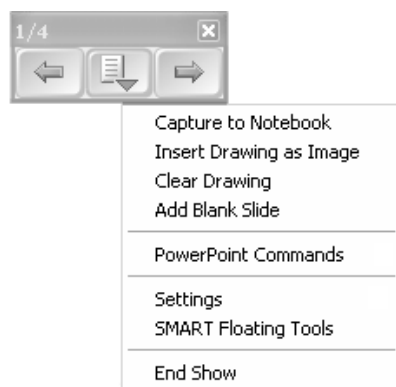 1/4
Capture to Notebook
Insert Drawing as Image
Clear Drawing
Add Blank Slide
PowerPoint Commands
Settings
SMART Floating Tools
End Show